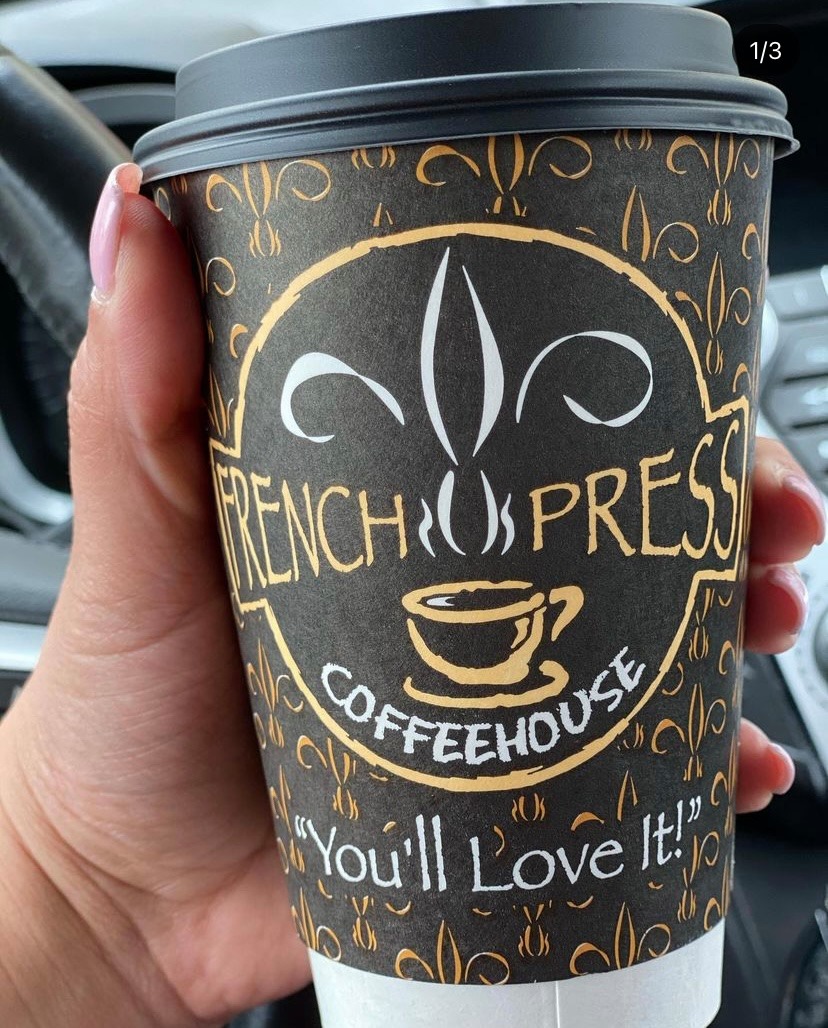 1/3
FRENCH PRESS
COFFEEHOUSE
“You'll Love It!”